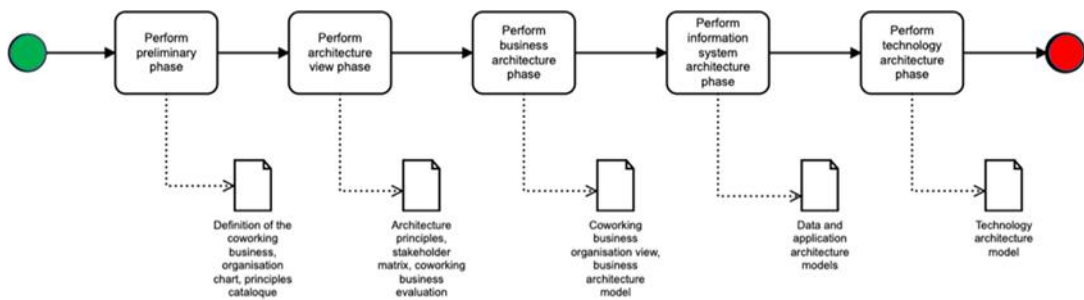 Perform
preliminary
phase
Perform
architecture
view phase
Perform
business
architecture
phase
Perform
information
system
architecture
phase
Perform
technology
architecture
phase
Definition of the
coworking
business,
organisation
chart, principles
cataloque
Architecture
principles,
stakeholder
matrix, coworking
business
evaluation
Coworking
business
organisation view,
business
architecture
model
Data and
application
architecture
models
Technology
architecture
model